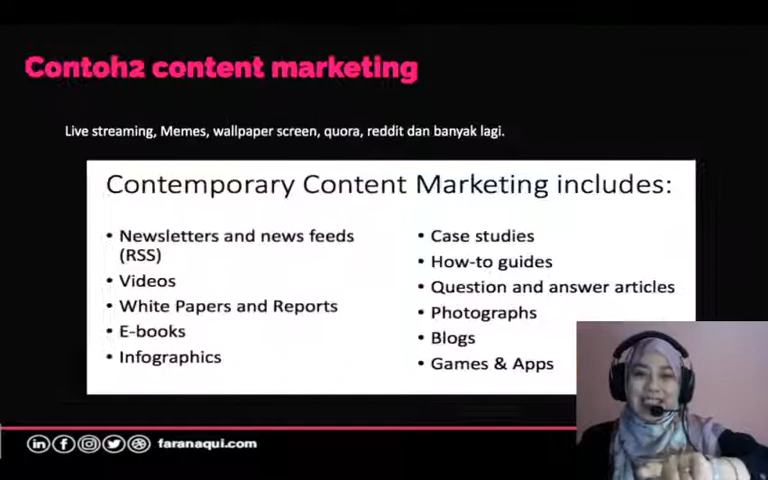 Contoh2 content marketing
Live streaming, Memes, wallpaper screen, quora, reddit dan banyak lagi.
Contemporary Content Marketing includes:
• Newsletters and news feeds
(RSS)
• Videos
• White Papers and Reports
• E-books
• Infographics
• Case studies
• How-to guides
• Question and answer articles
• Photographs
• Blogs
• Games & Apps
faranaqui.com